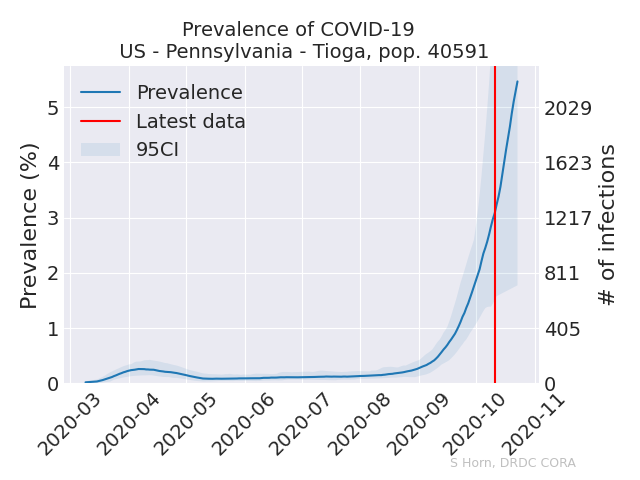 Prevalence of COVID-19
US - Pennsylvania - Tioga, pop. 40591
Prevalence
Latest data
95CI
Prevalence (%)
5
4
3
2
1
0
2029
1623
1217
811
405
0
# of infections
2020-03
2020-04
2020-05
2020-06
2020-07
2020-08
2020-09
2020-10
2020-11
S Horn, DRDC CORA